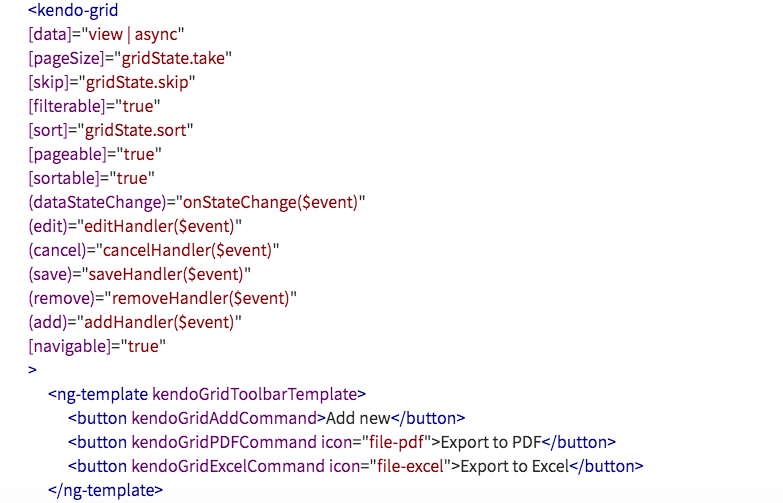 <kendo-grid
[data]="view | async"
[pageSize]="gridState.take"
[skip]="gridState.skip"
[filterable]="true"
[sort]="gridState.sort"
[pageable]="true"
[sortable]="true"
(dataStateChange)="onStateChange($event)"
(edit)="editHandler($event)"
(cancel)="cancelHandler($event)"
(save)="saveHandler($event)"
(remove)="removeHandler($event)"
(add)="addHandler($event)"
[navigable]="true"
>
<ng-template kendoGridToolbarTemplate>
<button kendoGridAddCommand>Add new</button>
<button kendoGridPDFCommand icon="file-pdf">Export to PDF</button>
<button kendoGridExcelCommand icon="file-excel">Export to Excel</button>
</ng-template>